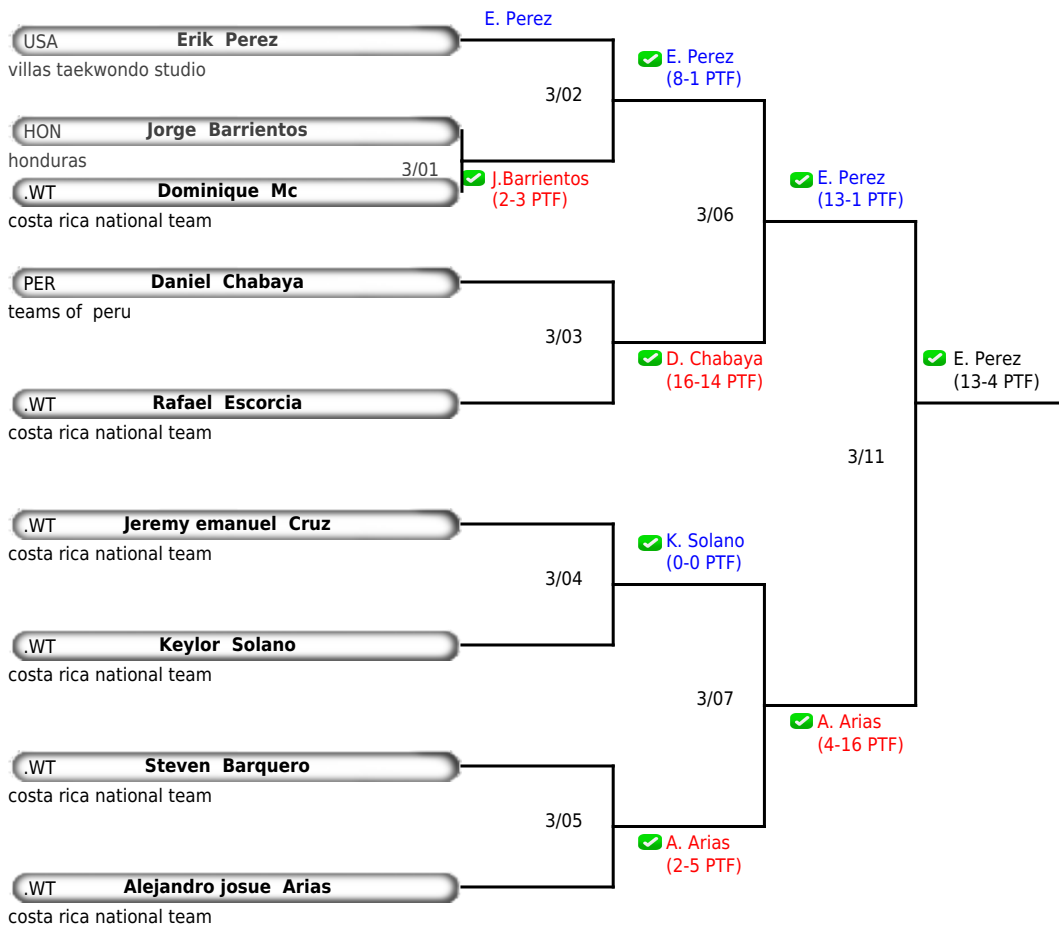 E. Perez
USA Erik Perez
villas taekwondo studio
E. Perez
(8-1 PTF)
3/02
HON Jorge Barrientos
honduras
3/01
J.Barrientos
(2-3 PTF)
.WT Dominique Mc
costa rica national team
E. Perez
(13-1 PTF)
3/06
PER Daniel Chabaya
teams of peru
3/03
D. Chabaya
(16-14 PTF)
E. Perez
(13-4 PTF)
.WT Rafael Escorcia
costa rica national team
3/11
.WT Jeremy emanuel Cruz
costa rica national team
K. Solano
(0-0 PTF)
3/04
.WT Keylor Solano
costa rica national team
3/07
A. Arias
(4-16 PTF)
.WT Steven Barquero
costa rica national team
3/05
A. Arias
(2-5 PTF)
.WT Alejandro josue Arias
costa rica national team